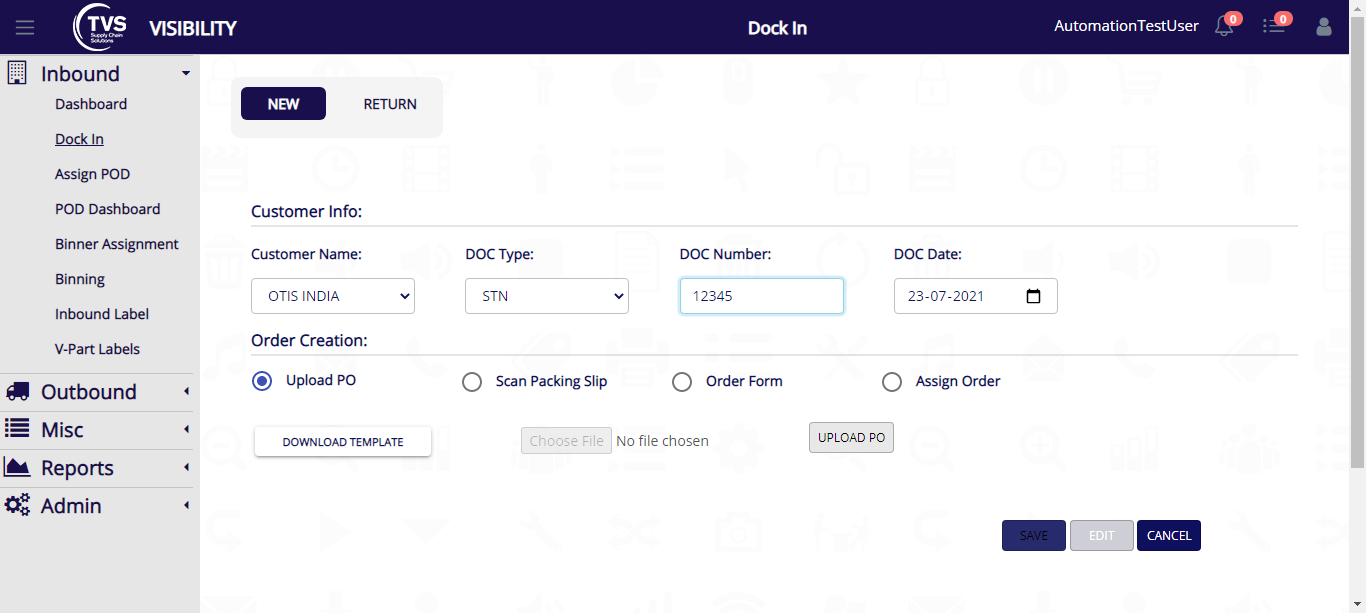 TVS
Supply Chain
Solutions
VISIBILITY
Dock In
AutomationTestUser
0
0
Inbound
Dashboard
Dock In
Assign POD
POD Dashboard
Binner Assignment
Binning
Inbound Label
V-Part Labels
Outbound
Misc
Reports
Admin
NEW RETURN
Customer Info:
Customer Name: DOC Type: DOC Number: DOC Date:
OTIS INDIA STN 12345 23-07-2021
Order Creation:
Upload PO Scan Packing Slip Order Form Assign Order
DOWNLOAD TEMPLATE Choose File No file chosen UPLOAD PO
SAVE EDIT CANCEL